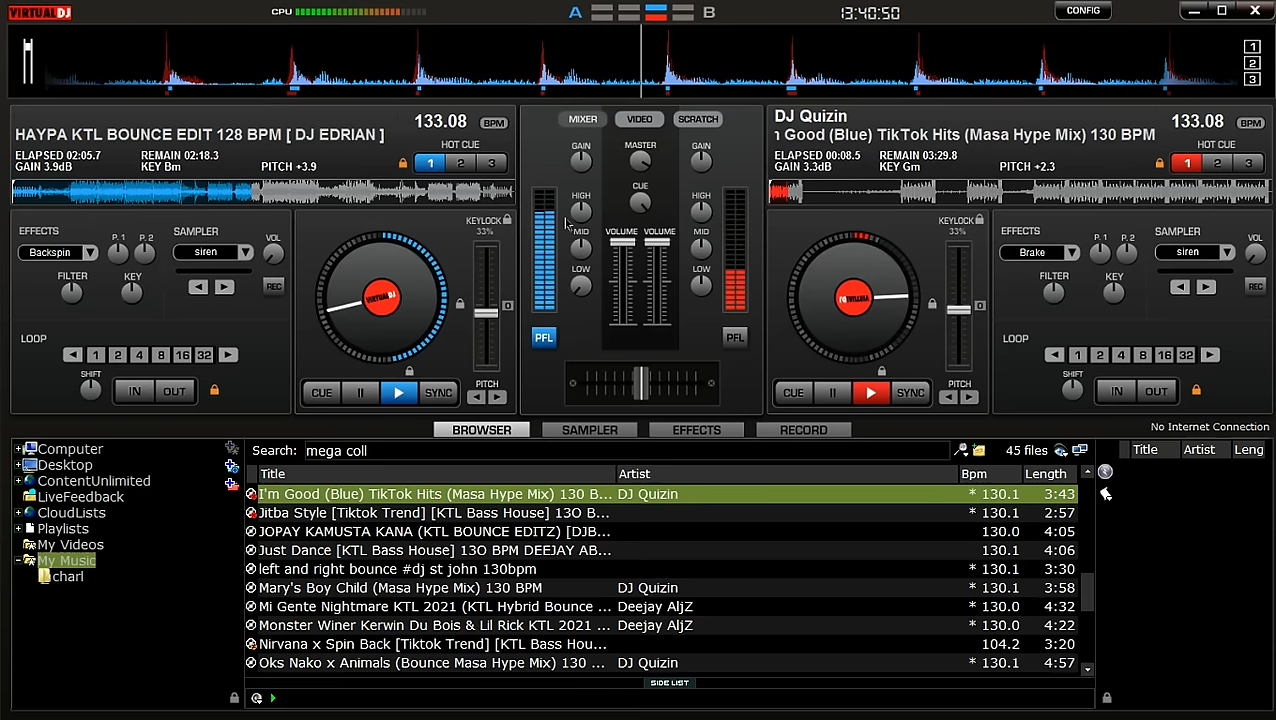 VIRTUALDJ
CPU
A
B
13:40:50
CONFIG
1
2
3
HAYPA KTL BOUNCE EDIT 128 BPM [ DJ EDRIAN ]
133.08 BPM
HOT CUE
ELAPSED 02:05.7 REMAIN 02:18.3
GAIN 3.9dB KEY Bm PITCH +3.9
1 2 3
MIXER VIDEO SCRATCH
GAIN MASTER GAIN
CUE
HIGH HIGH
MID VOLUME VOLUME MID
LOW LOW
PFL PFL
DJ Quizin
Good (Blue) TikTok Hits (Masa Hype Mix) 130 BPM
133.08 BPM
HOT CUE
ELAPSED 00:08.5 REMAIN 03:29.8
GAIN 3.3dB KEY Gm PITCH +2.3
1 2 3
EFFECTS P. 1 P. 2 SAMPLER VOL
Backspin siren
FILTER KEY REC
LOOP
1 2 4 8 16 32
SHIFT IN OUT
KEYLOCK
33%
VIRTUALDJ
0
CUE SYNC PITCH
KEYLOCK
33%
VIRTUALDJ
0
CUE SYNC PITCH
EFFECTS P. 1 P. 2 SAMPLER VOL
Brake siren
FILTER KEY REC
LOOP
1 2 4 8 16 32
SHIFT IN OUT
BROWSER SAMPLER EFFECTS RECORD
No Internet Connection
Computer
Desktop
ContentUnlimited
LiveFeedback
CloudLists
Playlists
My Videos
My Music
charl
Search: mega coll 45 files
Title Artist Bpm Length
I'm Good (Blue) TikTok Hits (Masa Hype Mix) 130 B... DJ Quizin * 130.1 3:43
Jitba Style [Tiktok Trend] [KTL Bass House] 13O B... * 130.1 2:57
JOPAY KAMUSTA KANA (KTL BOUNCE EDITZ) [DJB... 130.0 4:05
Just Dance [KTL Bass House] 13O BPM DEEJAY AB... * 130.1 4:06
left and right bounce #dj st john 130bpm * 130.1 3:30
Mary's Boy Child (Masa Hype Mix) 130 BPM DJ Quizin * 130.1 3:58
Mi Gente Nightmare KTL 2021 (KTL Hybrid Bounce ... Deejay AljZ * 130.0 4:32
Monster Winer Kerwin Du Bois & Lil Rick KTL 2021 ... Deejay AljZ * 130.0 4:22
Nirvana x Spin Back [Tiktok Trend] [KTL Bass Hou... 104.2 3:20
Oks Nako x Animals (Bounce Masa Hype Mix) 130 ... DJ Quizin * 130.1 4:57
SIDE LIST
Title Artist Leng